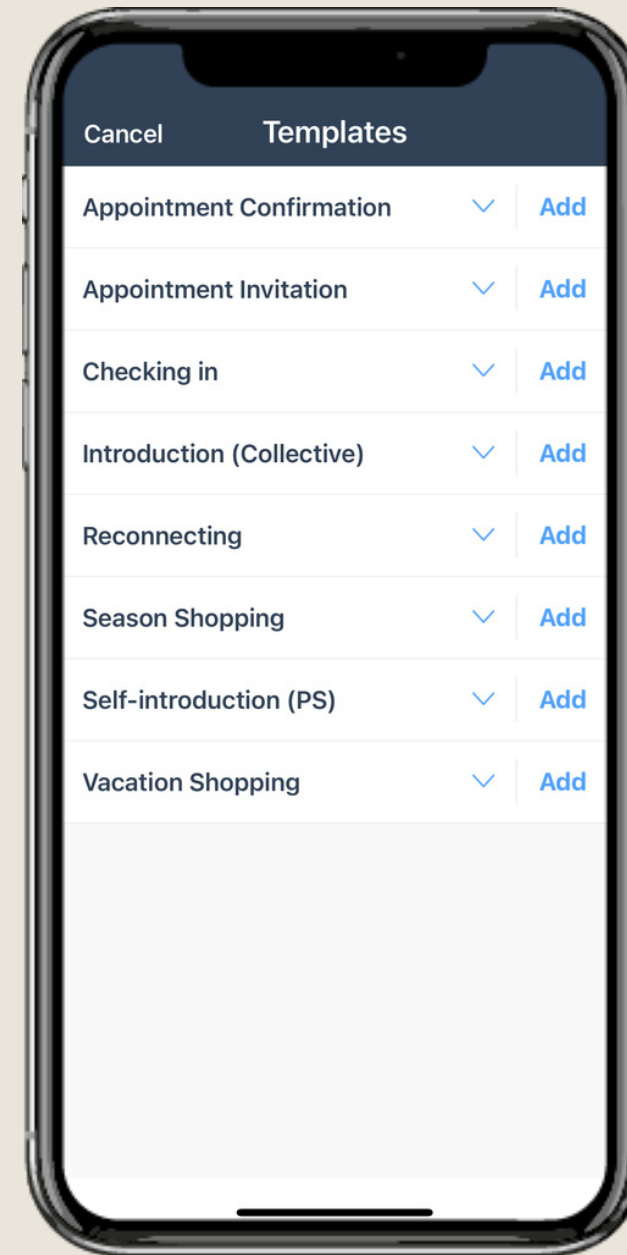 Cancel Templates
Appointment Confirmation Add
Appointment Invitation Add
Checking in Add
Introduction (Collective) Add
Reconnecting Add
Season Shopping Add
Self-introduction (PS) Add
Vacation Shopping Add